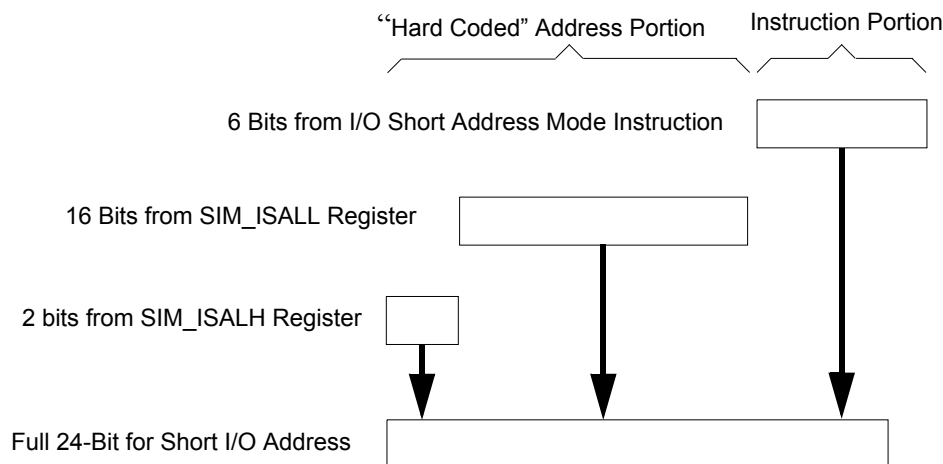 “Hard Coded” Address Portion
Instruction Portion
6 Bits from I/O Short Address Mode Instruction
16 Bits from SIM_ISALL Register
2 bits from SIM_ISALH Register
Full 24-Bit for Short I/O Address